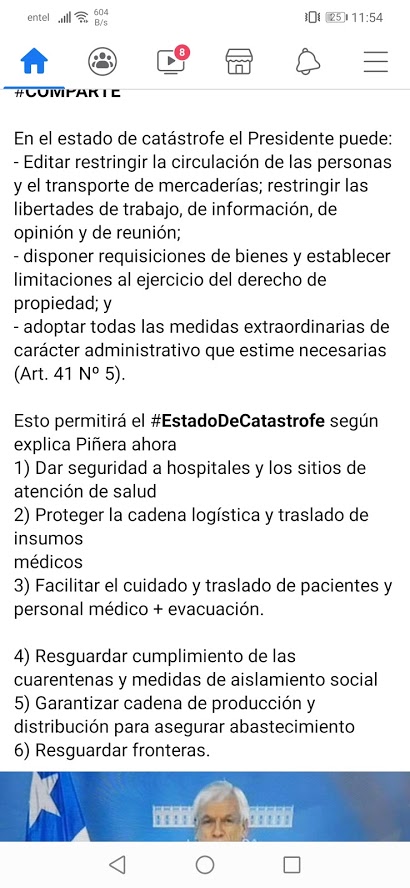 entel 604 B/s 25 11:54
8
#COMPARTE
En el estado de catástrofe el Presidente puede:
- Editar restringir la circulación de las personas
y el transporte de mercaderías; restringir las
libertades de trabajo, de información, de
opinión y de reunión;
- disponer requisiciones de bienes y establecer
limitaciones al ejercicio del derecho de
propiedad; y
- adoptar todas las medidas extraordinarias de
carácter administrativo que estime necesarias
(Art. 41 Nº 5).
Esto permitirá el #EstadoDeCatastrofe según
explica Piñera ahora
1) Dar seguridad a hospitales y los sitios de
atención de salud
2) Proteger la cadena logística y traslado de
insumos
médicos
3) Facilitar el cuidado y traslado de pacientes y
personal médico + evacuación.
4) Resguardar cumplimiento de las
cuarentenas y medidas de aislamiento social
5) Garantizar cadena de producción y
distribución para asegurar abastecimiento
6) Resguardar fronteras.